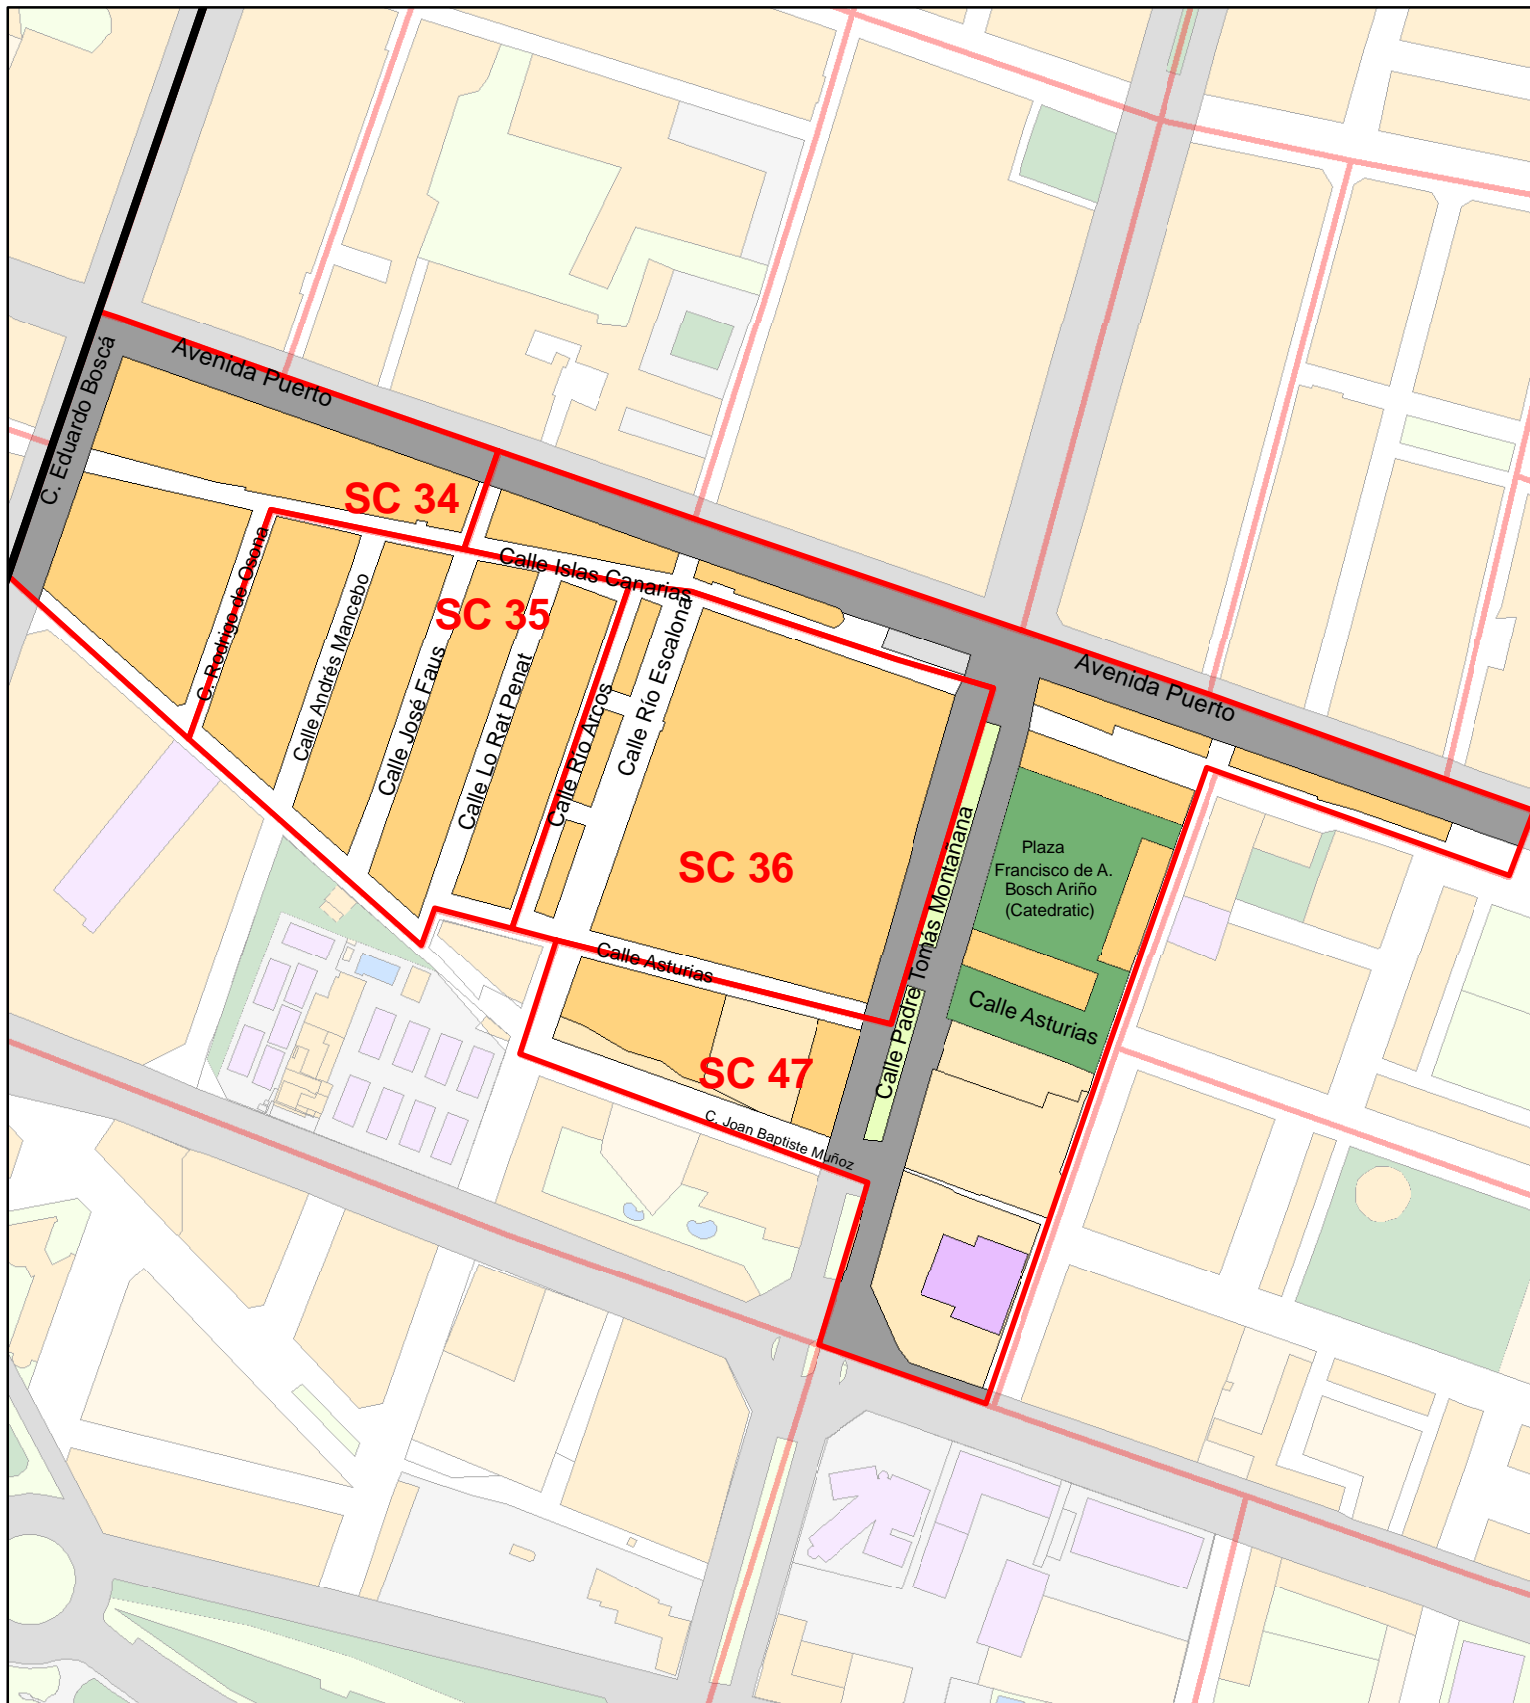 Avenida Puerto
C. Eduardo Boscá
SC 34
Calle Islas Canarias
C. Rodrigo de Osona
Calle Andrés Mancebo
SC 35
Calle José Faus
Calle Lo Rat Penat
Calle Río Arcos
Calle Río Escalona
Avenida Puerto
SC 36
Calle Padre Tomás Montañana
Plaza
Francisco de A.
Bosch Ariño
(Catedratic)
Calle Asturias
Calle Asturias
SC 47
C. Joan Baptiste Muñoz